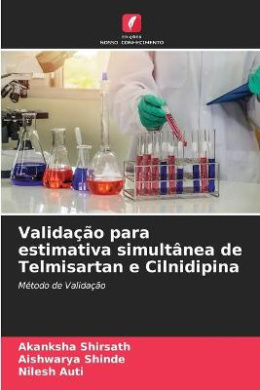 edições
NOSSO CONHECIMENTO
Validação para
estimativa simultânea de
Telmisartan e Cilnidipina
Método de Validação
Akanksha Shirsath
Aishwarya Shinde
Nilesh Auti